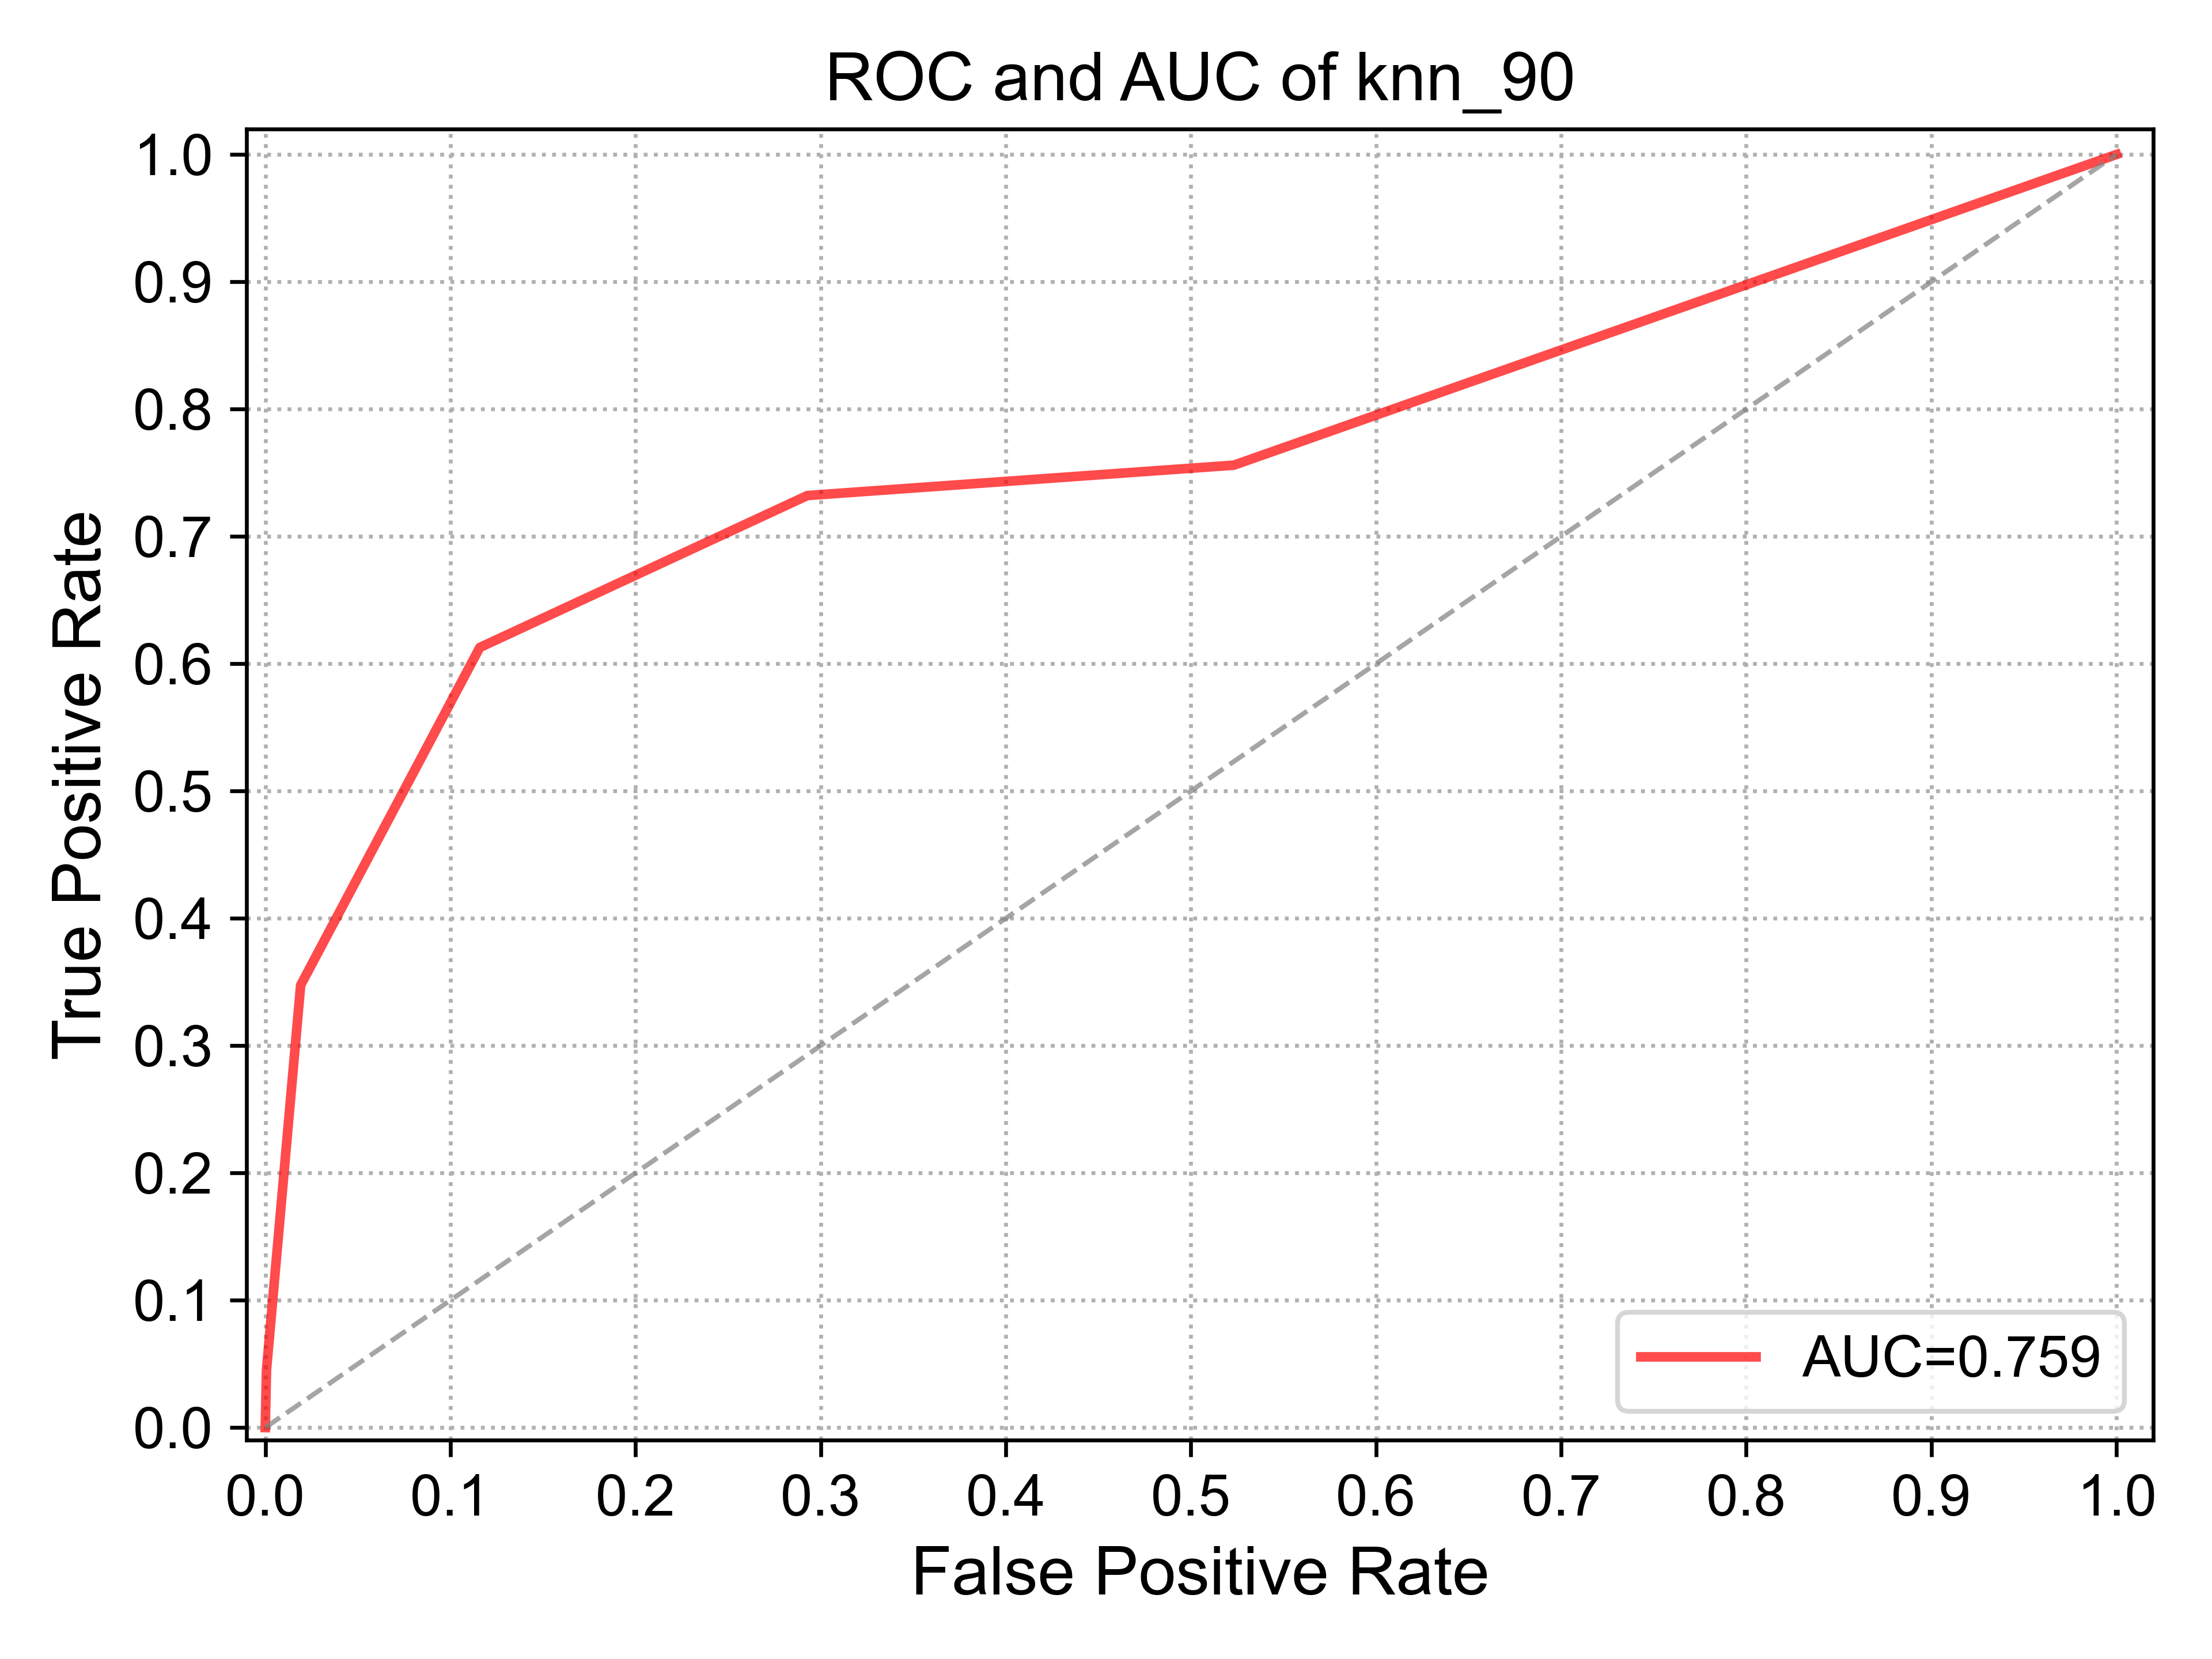 ROC and AUC of knn_90
True Positive Rate
1.0
0.9
0.8
0.7
0.6
0.5
0.4
0.3
0.2
0.1
0.0
AUC=0.759
0.0 0.1 0.2 0.3 0.4 0.5 0.6 0.7 0.8 0.9 1.0
False Positive Rate